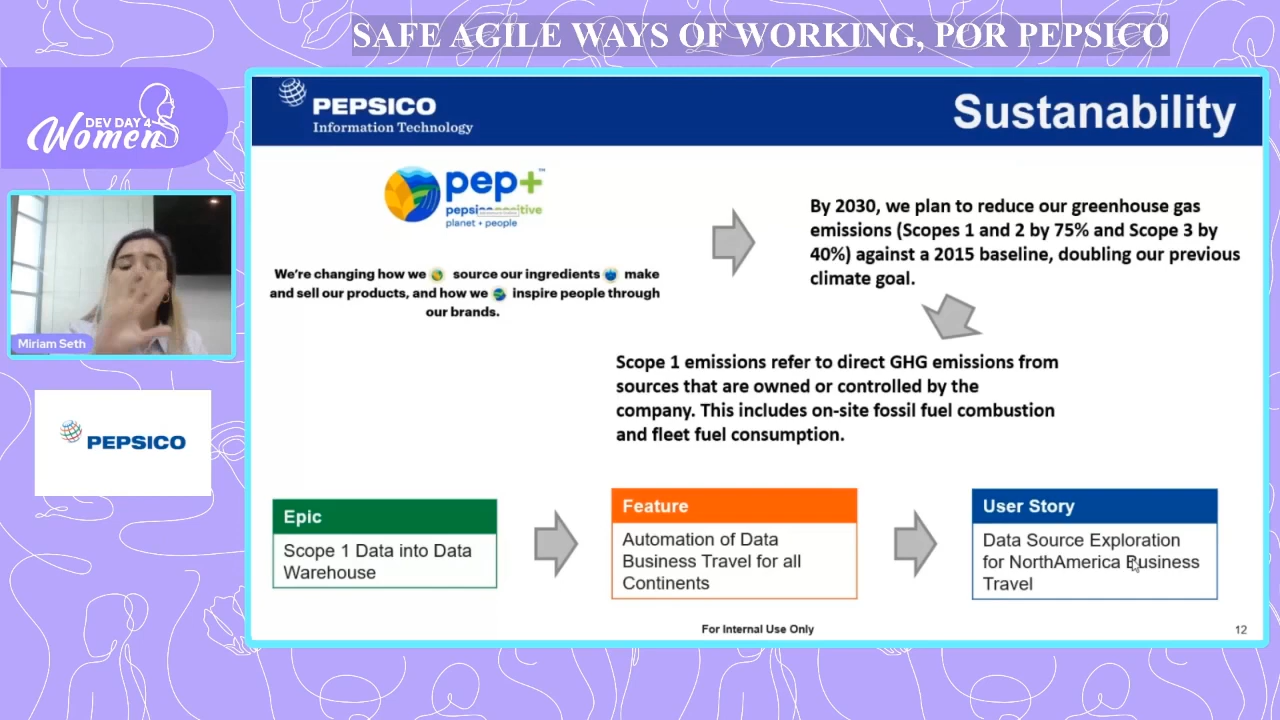 SAFE AGILE WAYS OF WORKING, POR PEPSICO
DEV DAY 4
Women
Miriam Seth
PEPSICO
PEPSICO
Information Technology
Sustanability
pep+™
planet + people
We're changing how we source our ingredients make
and sell our products, and how we inspire people through
our brands.
By 2030, we plan to reduce our greenhouse gas
emissions (Scopes 1 and 2 by 75% and Scope 3 by
40%) against a 2015 baseline, doubling our previous
climate goal.
Scope 1 emissions refer to direct GHG emissions from
sources that are owned or controlled by the
company. This includes on-site fossil fuel combustion
and fleet fuel consumption.
Epic
Scope 1 Data into Data
Warehouse
Feature
Automation of Data
Business Travel for all
Continents
User Story
Data Source Exploration
for NorthAmerica Business
Travel
For Internal Use Only
12